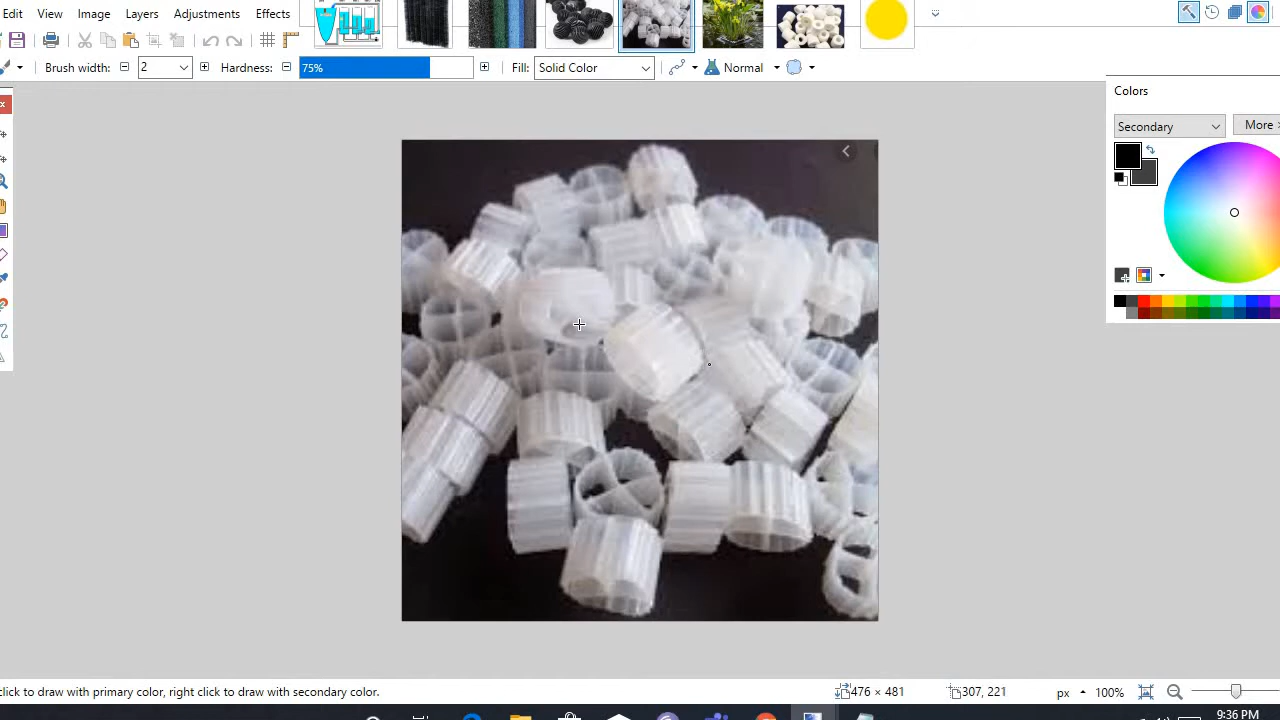 Edit View Image Layers Adjustments Effects
Brush width: 2 Hardness: 75% Fill: Solid Color Normal
Colors
Secondary More
click to draw with primary color, right click to draw with secondary color. 476 × 481 307, 221 px 100%
9:36 PM